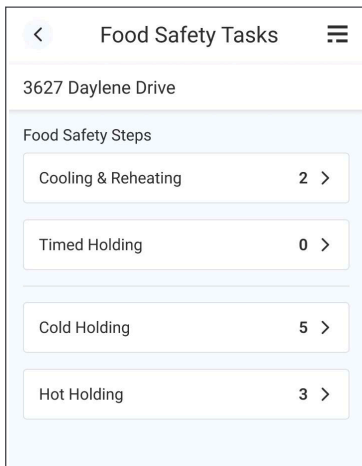 Food Safety Tasks
3627 Daylene Drive
Food Safety Steps
Cooling & Reheating 2
Timed Holding 0
Cold Holding 5
Hot Holding 3